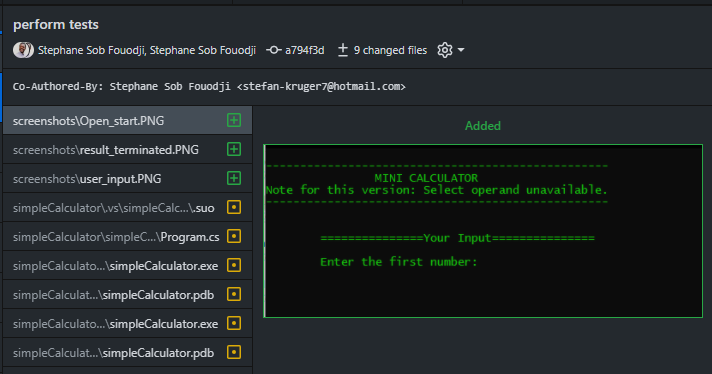 perform tests
Stephane Sob Fouodji, Stephane Sob Fouodji a794f3d 9 changed files
Co-Authored-By: Stephane Sob Fouodji <stefan-kruger7@hotmail.com>
screenshots\Open_start.PNG
screenshots\result_terminated.PNG
screenshots\user_input.PNG
simpleCalculator\.vs\simpleCalc...\.suo
simpleCalculator\simpleC...\Program.cs
simpleCalculato...\simpleCalculator.exe
simpleCalculat...\simpleCalculator.pdb
simpleCalculato...\simpleCalculator.exe
simpleCalculat...\simpleCalculator.pdb
Added
--------------------------------------------------
MINI CALCULATOR
Note for this version: Select operand unavailable.
--------------------------------------------------
===============Your Input===============
Enter the first number: